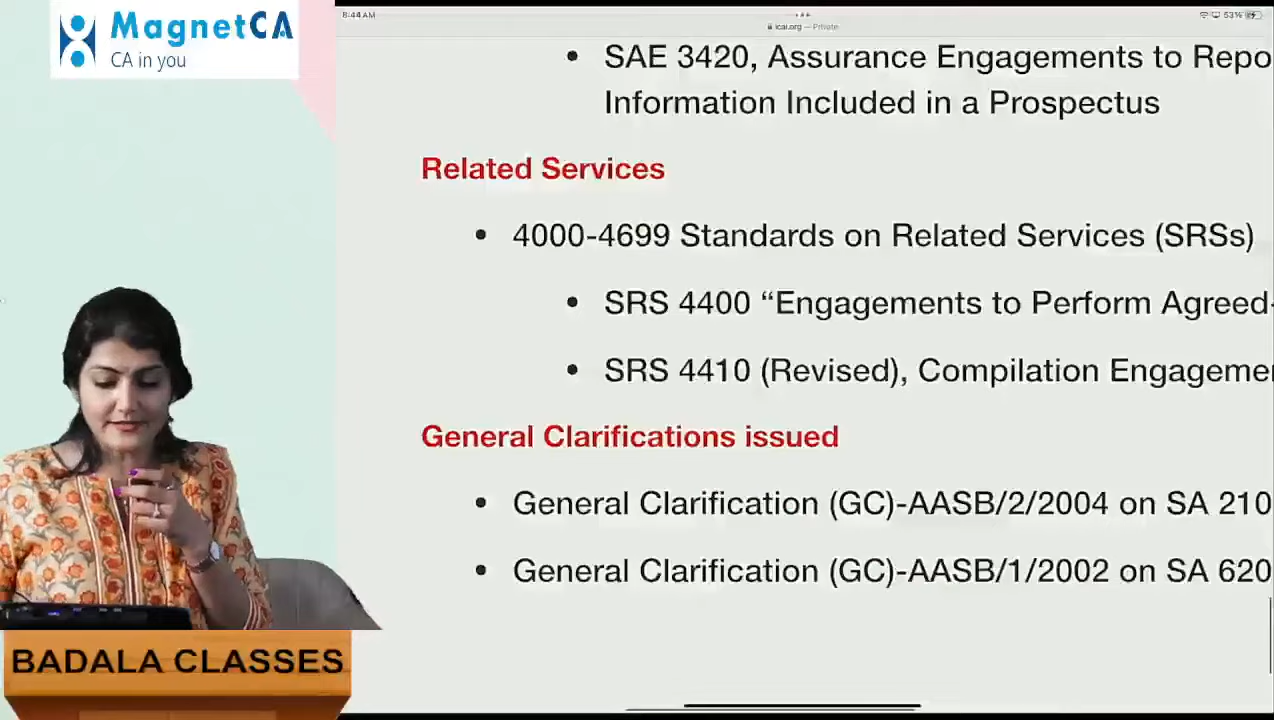 MagnetCA
CA in you
8:44 AM
icai.org — Private
53%
SAE 3420, Assurance Engagements to Repo
Information Included in a Prospectus
Related Services
4000-4699 Standards on Related Services (SRSs)
SRS 4400 “Engagements to Perform Agreed-
SRS 4410 (Revised), Compilation Engageme
General Clarifications issued
General Clarification (GC)-AASB/2/2004 on SA 210
General Clarification (GC)-AASB/1/2002 on SA 620
BADALA CLASSES